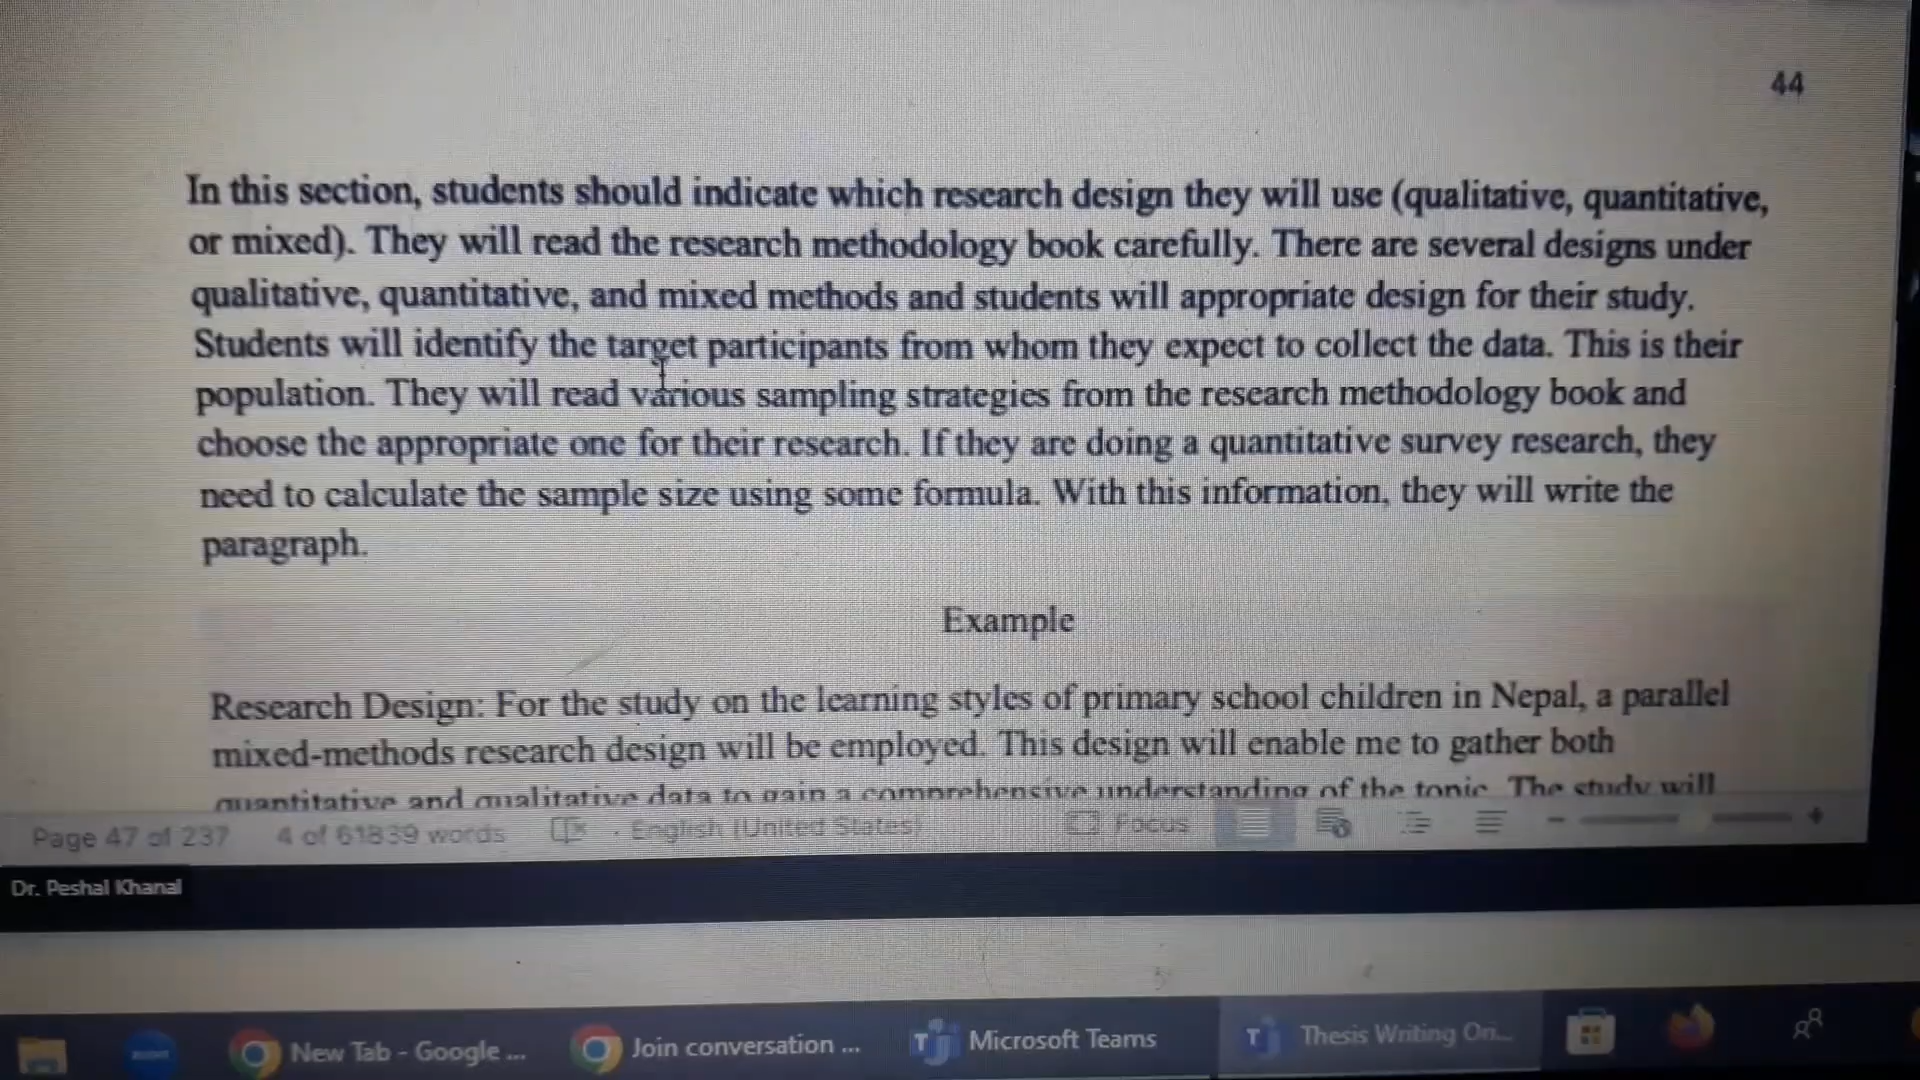 44
In this section, students should indicate which research design they will use (qualitative, quantitative,
or mixed). They will read the research methodology book carefully. There are several designs under
qualitative, quantitative, and mixed methods and students will appropriate design for their study.
Students will identify the target participants from whom they expect to collect the data. This is their
population. They will read various sampling strategies from the research methodology book and
choose the appropriate one for their research. If they are doing a quantitative survey research, they
need to calculate the sample size using some formula. With this information, they will write the
paragraph.
Example
Research Design: For the study on the learning styles of primary school children in Nepal, a parallel
mixed-methods research design will be employed. This design will enable me to gather both
quantitative and qualitative data to gain a comprehensive understanding of the topic. The study will
Page 47 of 237 4 of 61839 words English (United States) Focus
Dr. Peshal Khanal
New Tab - Google ... Join conversation ... Microsoft Teams Thesis Writing Ori...